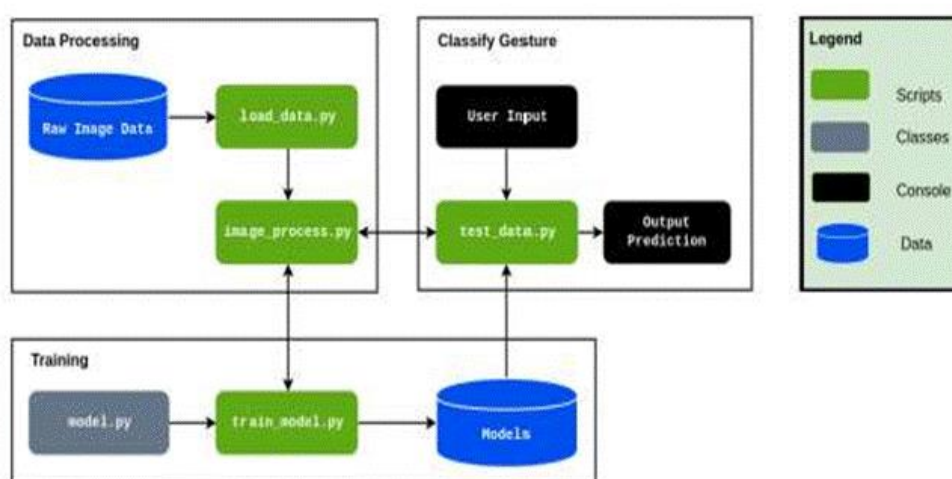 Data Processing
Raw Image Data
load_data.py
image_process.py
Classify Gesture
User Input
test_data.py
Output
Prediction
Training
model.py
train_model.py
Models
Legend
Scripts
Classes
Console
Data